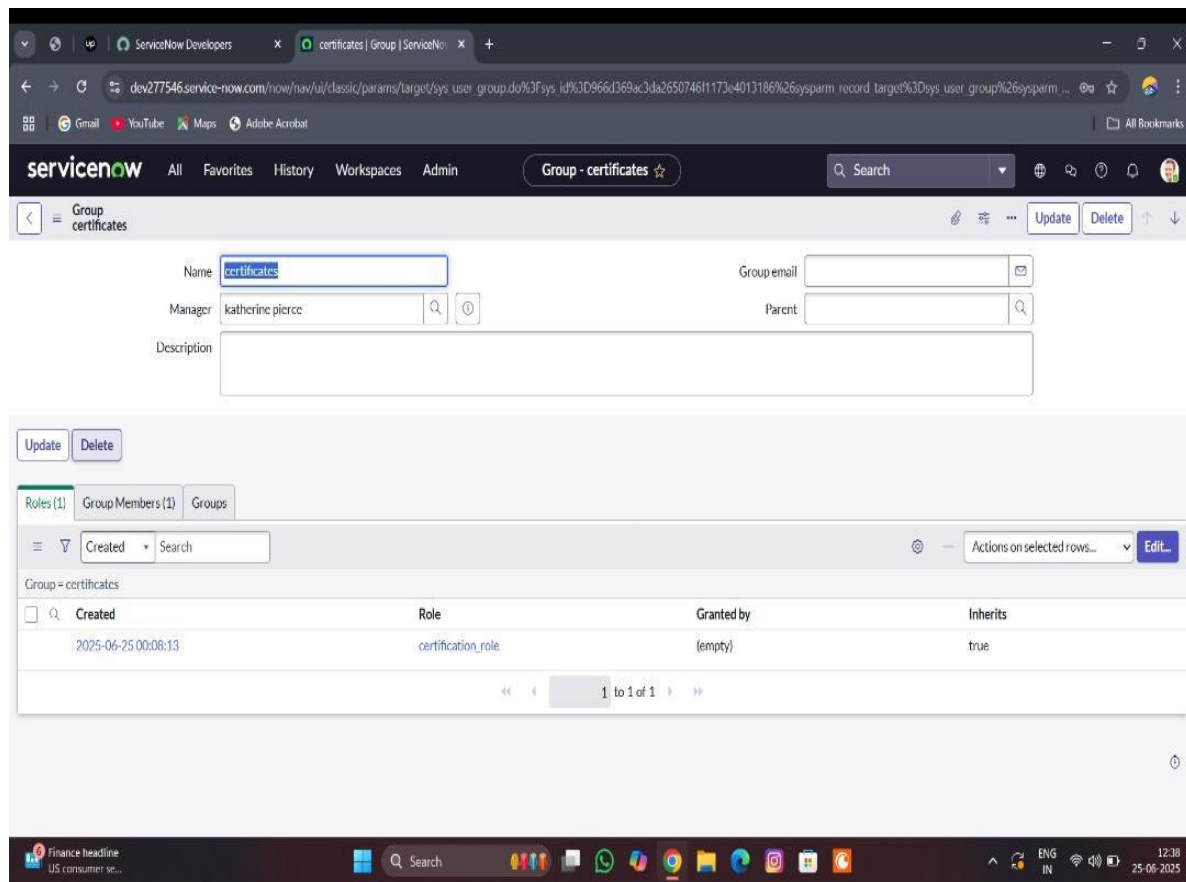 up ServiceNow Developers certificates | Group | ServiceNo
dev277546.service-now.com/now/nav/ui/classic/params/target/sys_user_group.do%3Fsys_id%3D966d369ac3da2650746f1173e4013186%26sysparm_record_target%3Dsys_user_group%26sysparm_...
Gmail YouTube Maps Adobe Acrobat All Bookmarks
servicenow All Favorites History Workspaces Admin Group - certificates Search
Group
certificates
Update Delete
Name certificates Group email
Manager katherine pierce Parent
Description
Update Delete
Roles (1) Group Members (1) Groups
Created Search Actions on selected rows... Edit...
Group = certificates
Created Role Granted by Inherits
2025-06-25 00:08:13 certification_role (empty) true
1 to 1 of 1
6 Finance headline
US consumer se...
Search
ENG
IN
12:38
25-06-2025